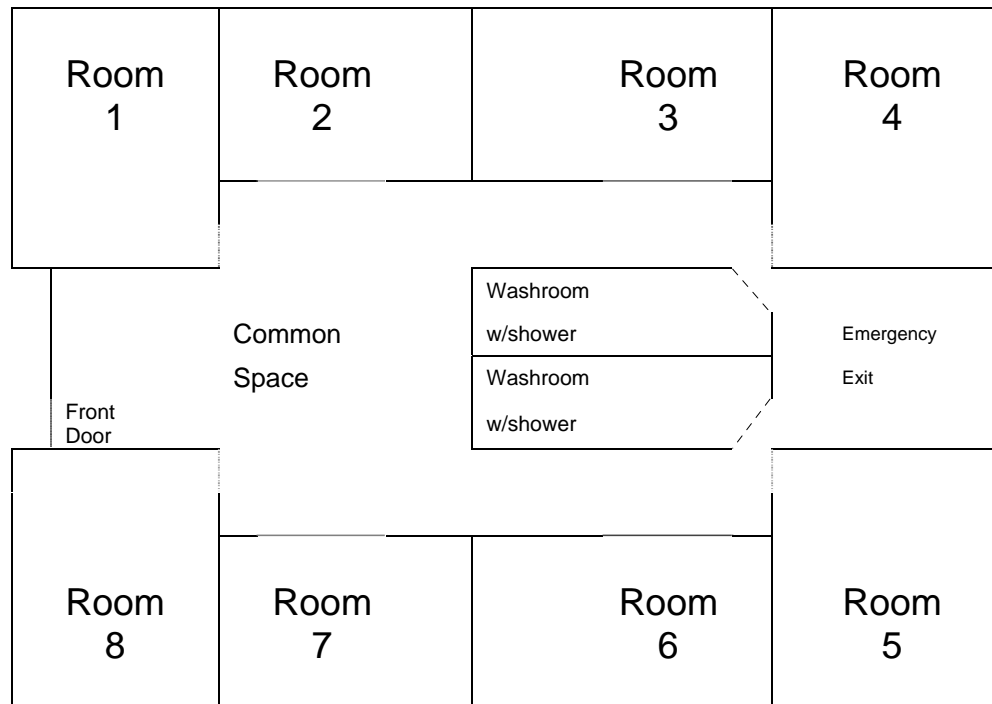 Room
1
Room
2
Room
3
Room
4
Washroom
w/shower
Common
Space
Emergency
Exit
Washroom
w/shower
Front
Door
Room
8
Room
7
Room
6
Room
5